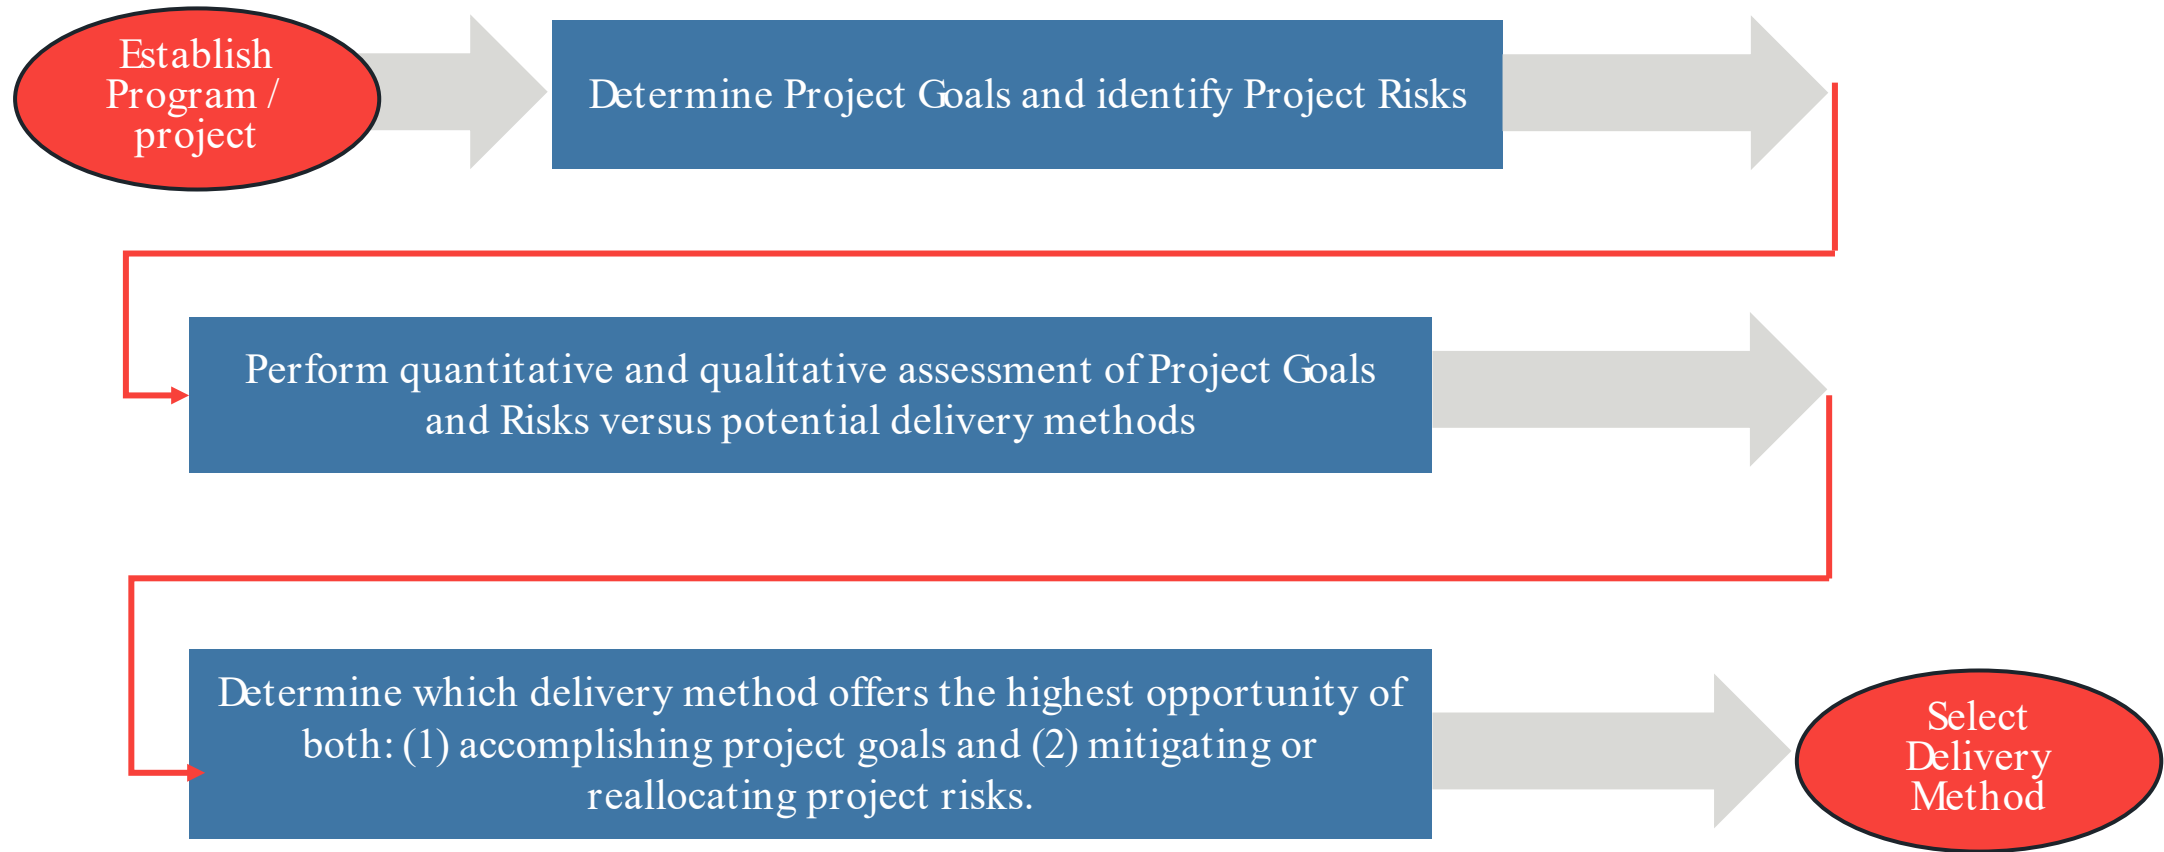 Establish
Program /
project
Determine Project Goals and identify Project Risks
Perform quantitative and qualitative assessment of Project Goals
and Risks versus potential delivery methods
Determine which delivery method offers the highest opportunity of
both: (1) accomplishing project goals and (2) mitigating or
reallocating project risks.
Select
Delivery
Method